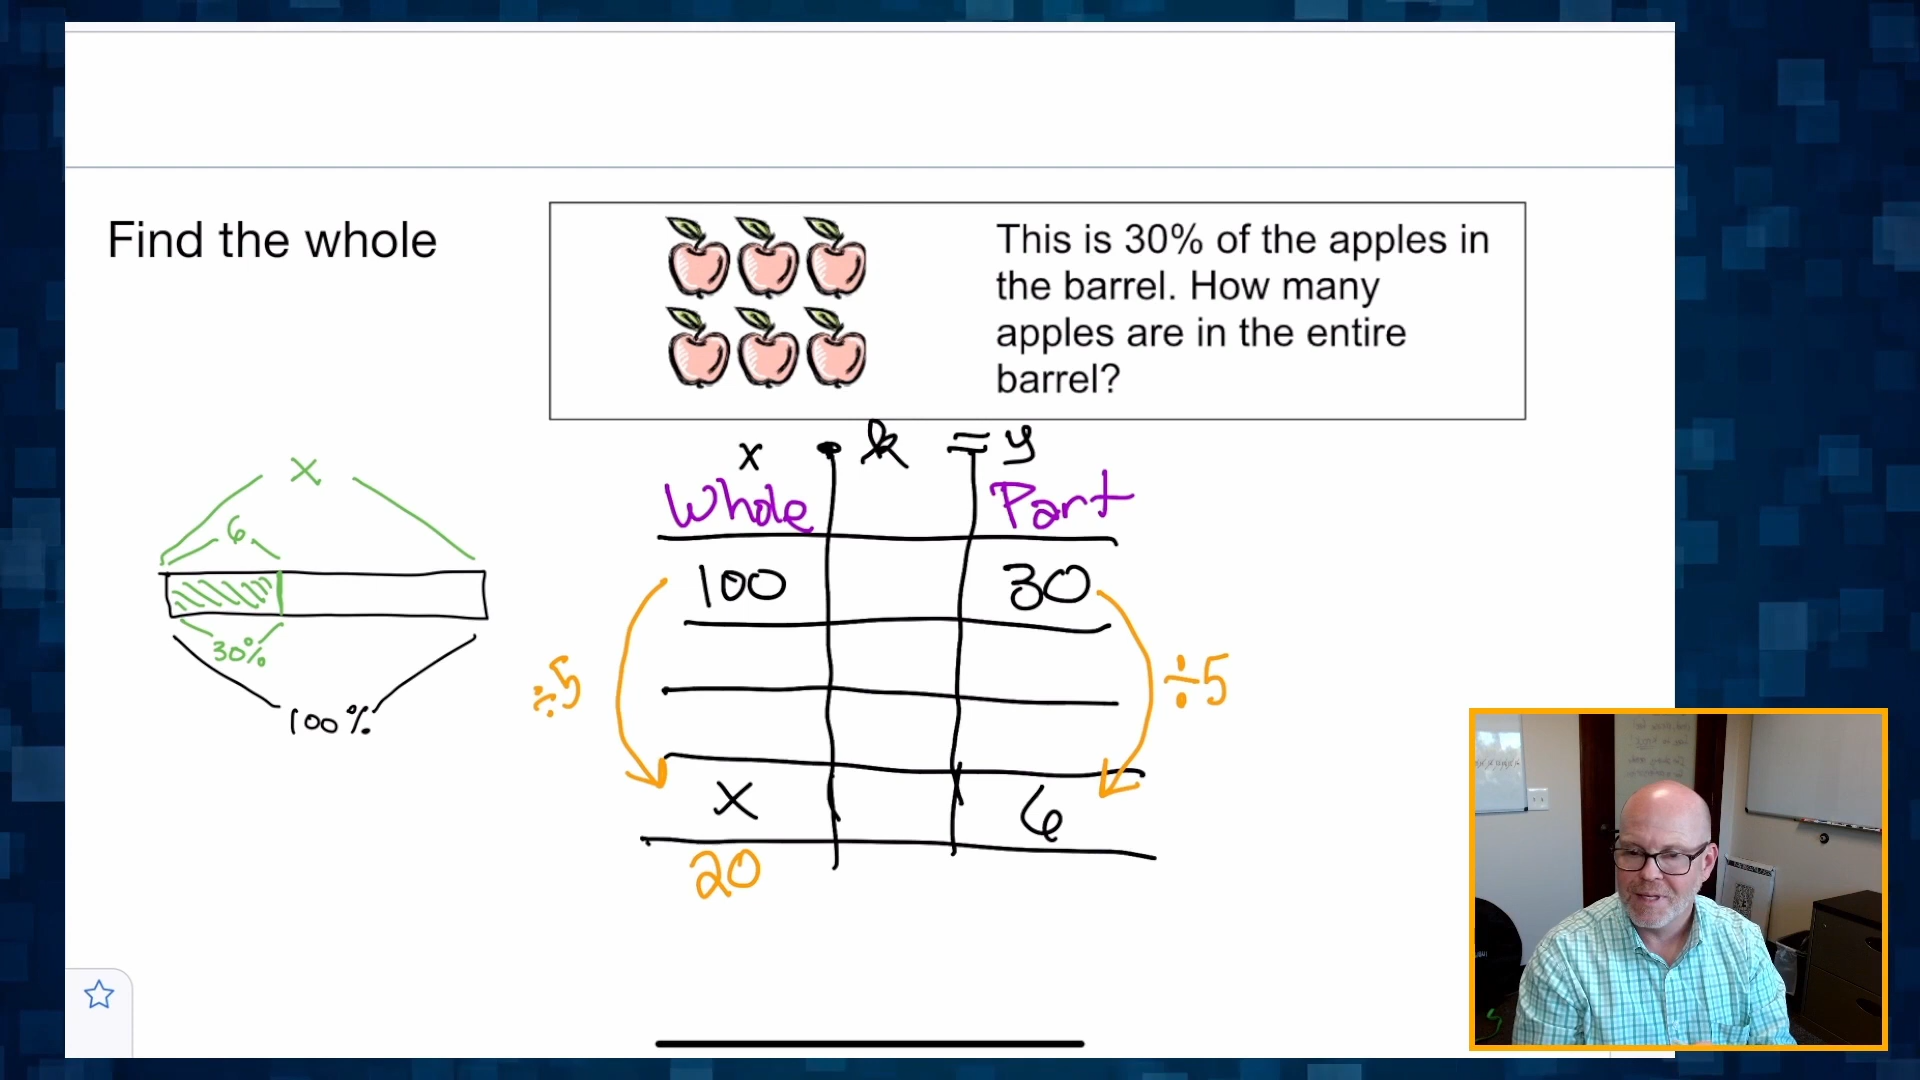 Find the whole
This is 30% of the apples in
the barrel. How many
apples are in the entire
barrel?
x • k = y
Whole Part
100 30
÷5 ÷5
x 6
20
x
6
30%
100%